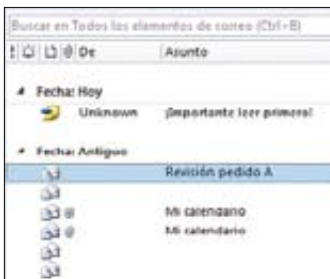 Buscar en Todos los elementos de correo (Ctrl+B)
De Asunto
Fecha: Hoy
Unknown ¡Importante leer primero!
Fecha: Antiguo
Revisión pedido A
Mi calendario
Mi calendario